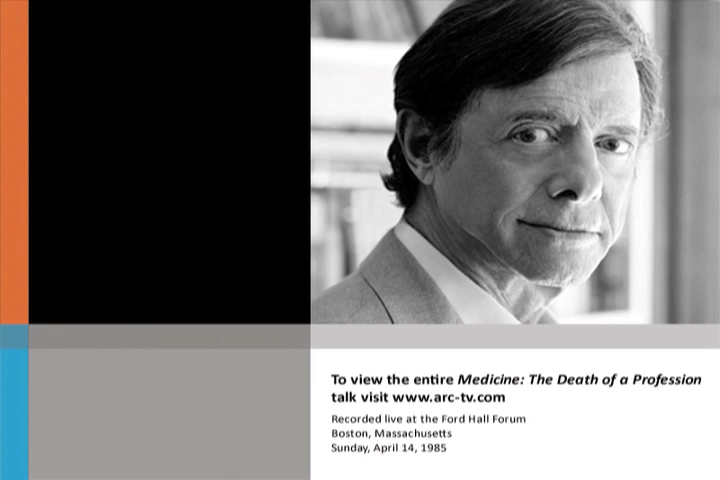 To view the entire Medicine: The Death of a Profession
talk visit www.arc-tv.com
Recorded live at the Ford Hall Forum
Boston, Massachusetts
Sunday, April 14, 1985